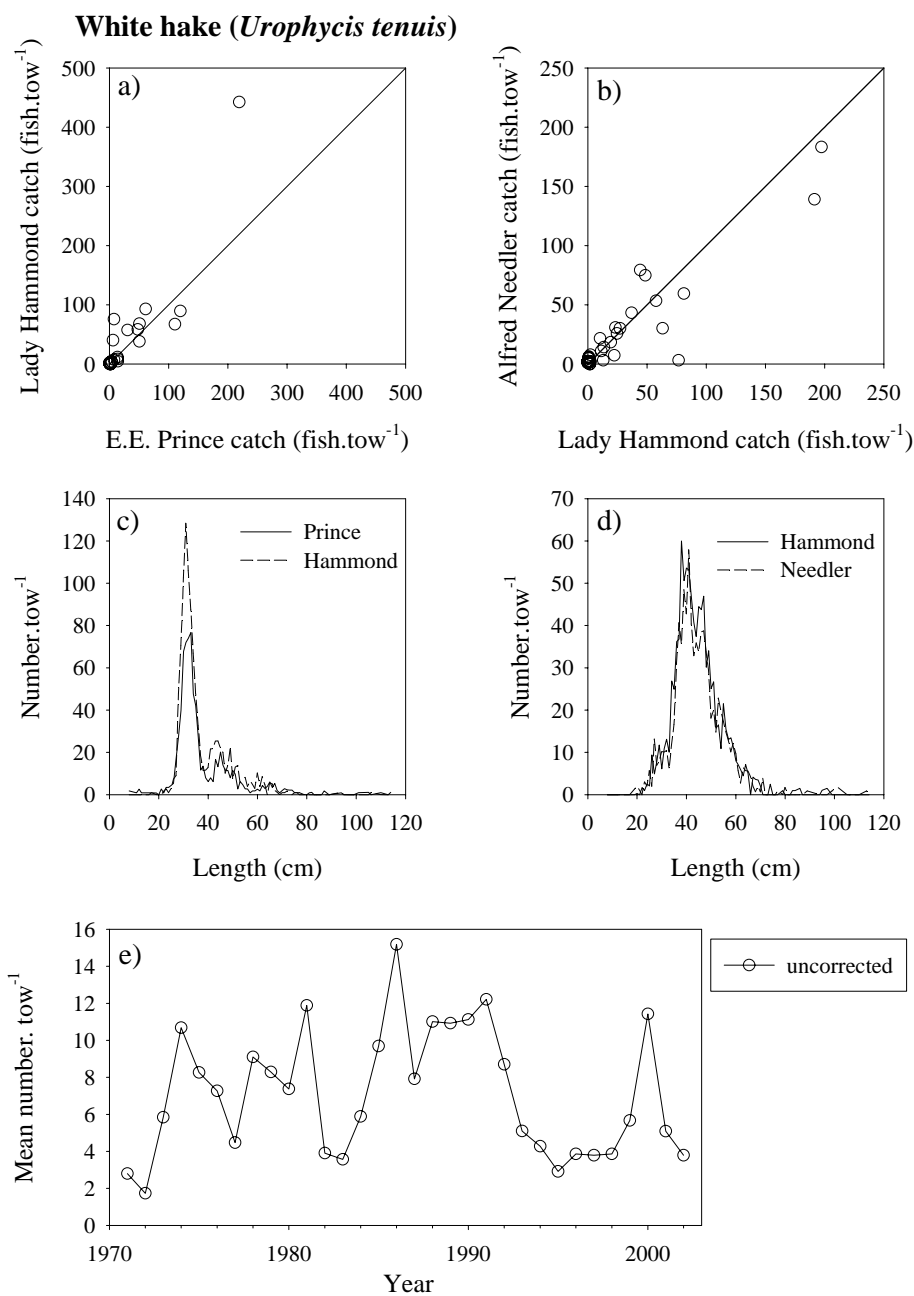 White hake (Urophycis tenuis)
a)
Lady Hammond catch (fish.tow-1)
500
400
300
200
100
0
0 100 200 300 400 500
E.E. Prince catch (fish.tow-1)
b)
Alfred Needler catch (fish.tow-1)
250
200
150
100
50
0
0 50 100 150 200 250
Lady Hammond catch (fish.tow-1)
c)
Prince
Hammond
Number.tow-1
140
120
100
80
60
40
20
0
0 20 40 60 80 100 120
Length (cm)
d)
Hammond
Needler
Number.tow-1
70
60
50
40
30
20
10
0
0 20 40 60 80 100 120
Length (cm)
e)
uncorrected
Mean number. tow-1
16
14
12
10
8
6
4
2
0
1970 1980 1990 2000
Year